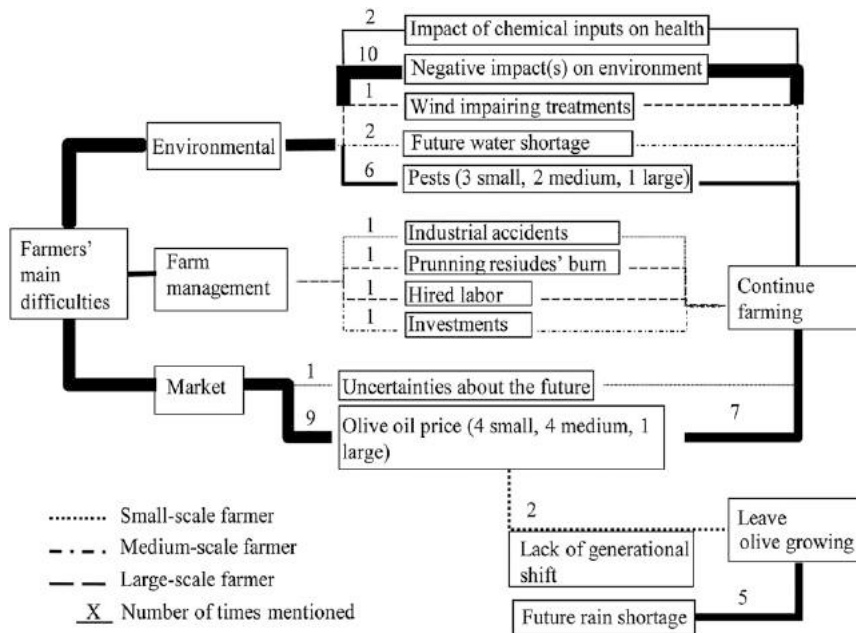 2
Impact of chemical inputs on health
10
Negative impact(s) on environment
1
Wind impairing treatments
Environmental
2
Future water shortage
6
Pests (3 small, 2 medium, 1 large)
Farmers'
main
difficulties
Farm
management
1
Industrial accidents
1
Prunning resiudes' burn
1
Hired labor
1
Investments
Continue
farming
Market
1
Uncertainties about the future
9
Olive oil price (4 small, 4 medium, 1
large)
7
2
Lack of generational
shift
Leave
olive growing
Future rain shortage
5
Small-scale farmer
Medium-scale farmer
Large-scale farmer
X Number of times mentioned